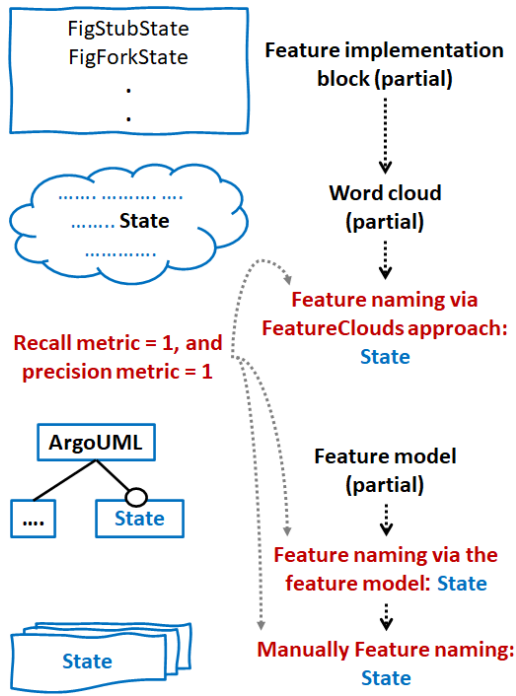 FigStubState
FigForkState
.
.
Feature implementation
block (partial)
....... .......... ....
........ State
.............
Word cloud
(partial)
Feature naming via
FeatureClouds approach:
State
Recall metric = 1, and
precision metric = 1
ArgoUML
....
State
Feature model
(partial)
Feature naming via the
feature model: State
State
Manually Feature naming:
State